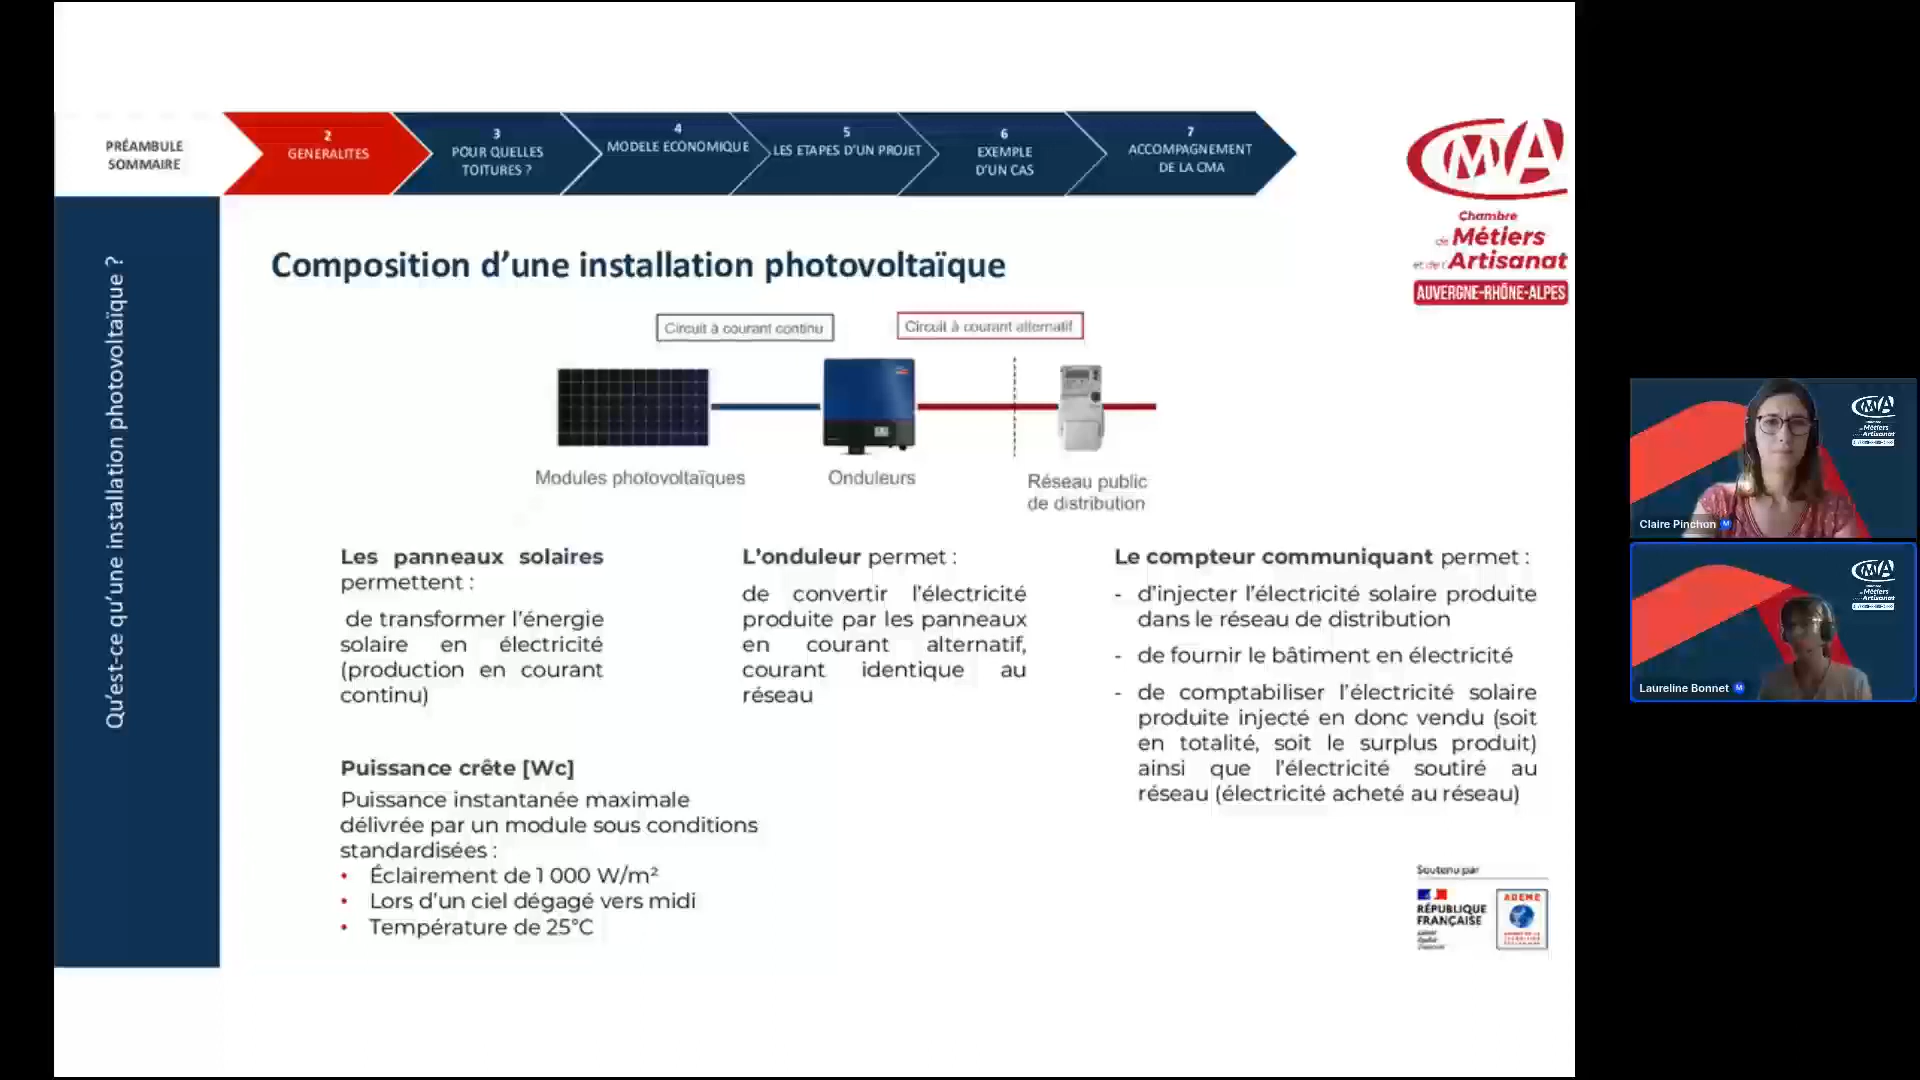 PRÉAMBULE
SOMMAIRE
2
GENERALITES
3
POUR QUELLES
TOITURES ?
4
MODELE ECONOMIQUE
5
LES ETAPES D'UN PROJET
6
EXEMPLE
D'UN CAS
7
ACCOMPAGNEMENT
DE LA CMA
CMA
Chambre
de Métiers
et de l'Artisanat
AUVERGNE-RHÔNE-ALPES
Qu'est-ce qu'une installation photovoltaïque ?
Composition d'une installation photovoltaïque
Circuit à courant continu
Circuit à courant alternatif
Modules photovoltaïques
Onduleurs
Réseau public
de distribution
Les panneaux solaires
permettent :
de transformer l'énergie
solaire en électricité
(production en courant
continu)
L'onduleur permet :
de convertir l'électricité
produite par les panneaux
en courant alternatif,
courant identique au
réseau
Le compteur communiquant permet :
- d'injecter l'électricité solaire produite
dans le réseau de distribution
- de fournir le bâtiment en électricité
- de comptabiliser l'électricité solaire
produite injecté en donc vendu (soit
en totalité, soit le surplus produit)
ainsi que l'électricité soutiré au
réseau (électricité acheté au réseau)
Puissance crête [Wc]
Puissance instantanée maximale
délivrée par un module sous conditions
standardisées :
• Éclairement de 1 000 W/m²
• Lors d'un ciel dégagé vers midi
• Température de 25°C
Soutenu par
RÉPUBLIQUE
FRANÇAISE
ADEME
CMA
Claire Pinchon
CMA
Laureline Bonnet